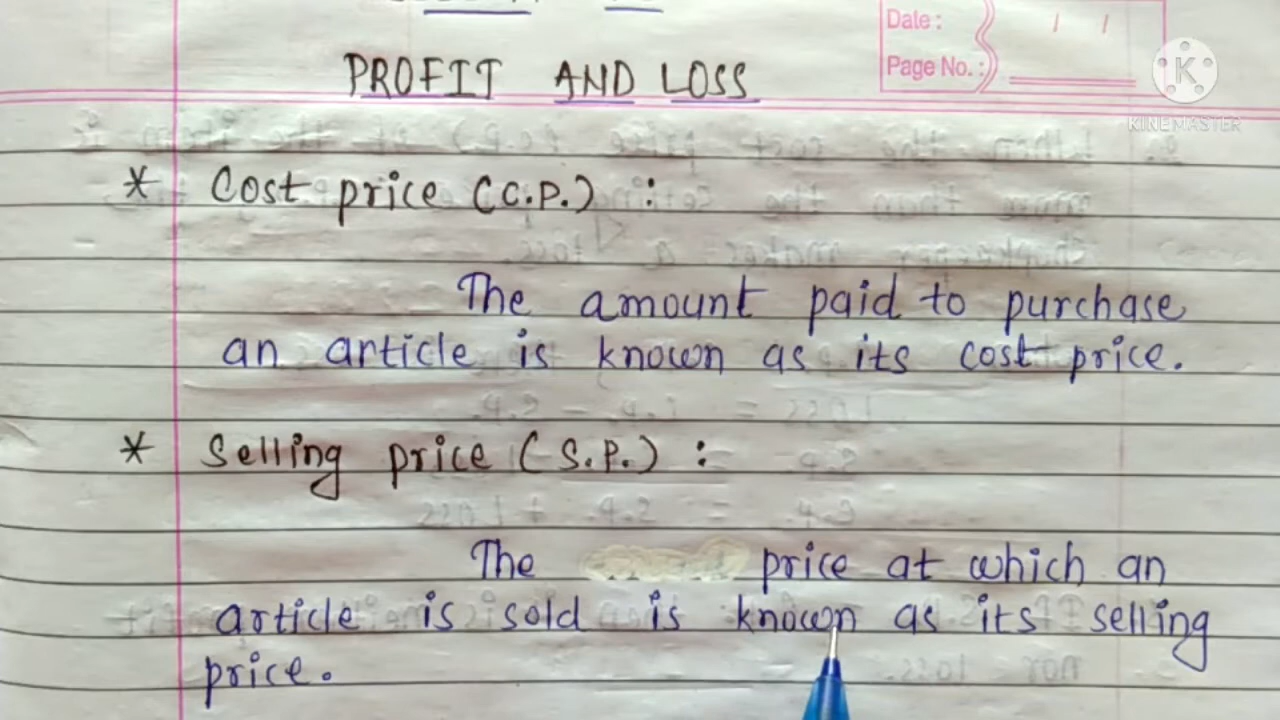 Date : / /
PROFIT AND LOSS
Page No. :
K
KINEMASTER
* Cost price (C.P.) :
The amount paid to purchase
an article is known as its cost price.
* Selling price (S.P.) :
The price at which an
article is sold is known as its selling
price.